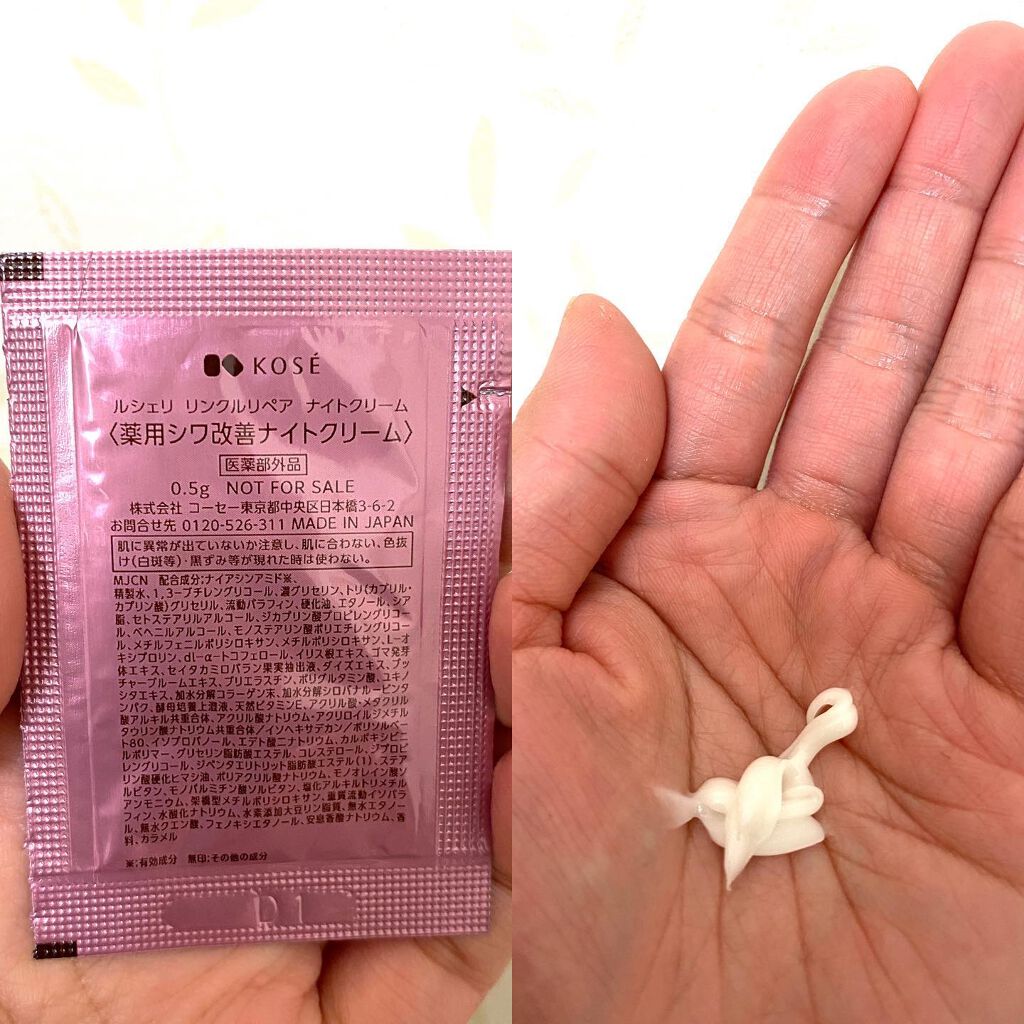 KOSÉ
ルシェリ リンクルリペア ナイトクリーム
〈薬用シワ改善ナイトクリーム〉
医薬部外品
0.5g NOT FOR SALE
株式会社 コーセー東京都中央区日本橋3-6-2
お問合せ先 0120-526-311 MADE IN JAPAN
肌に異常が出ていないか注意し、肌に合わない、色抜
け(白斑等)・黒ずみ等が現れた時は使わない。
MJCN 配合成分;ナイアシンアミド※、
精製水、1,3-ブチレングリコール、濃グリセリン、トリ(カプリル・
カプリン酸)グリセリル、流動パラフィン、硬化油、エタノール、シア
脂、セトステアリルアルコール、ジカプリン酸プロピレングリコー
ル、ベヘニルアルコール、モノステアリン酸ポリエチレングリコー
ル、メチルフェニルポリシロキサン、メチルポリシロキサン、L-オ
キシプロリン、dl-α-トコフェロール、イリス根エキス、ゴマ発芽
体エキス、セイタカミロバラン果実抽出液、ダイズエキス、ブッ
チャーブルームエキス、プリエラスチン、ポリグルタミン酸、ユキノ
シタエキス、加水分解コラーゲン末、加水分解シロバナルーピンタ
ンパク、酵母培養上澄液、天然ビタミンE、アクリル酸・メタクリル
酸アルキル共重合体、アクリル酸ナトリウム・アクリロイルジメチル
タウリン酸ナトリウム共重合体/イソヘキサデカン/ポリソルベー
ト80、イソプロパノール、エデト酸二ナトリウム、カルボキシビニ
ルポリマー、グリセリン脂肪酸エステル、コレステロール、ジプロピ
レングリコール、ジペンタエリトリット脂肪酸エステル(1)、ステア
リン酸硬化ヒマシ油、ポリアクリル酸ナトリウム、モノオレイン酸ソ
ルビタン、モノパルミチン酸ソルビタン、塩化アルキルトリメチル
アンモニウム、架橋型メチルポリシロキサン、重質流動イソパラ
フィン、水酸化ナトリウム、水素添加大豆リン脂質、無水エタノー
ル、無水クエン酸、フェノキシエタノール、安息香酸ナトリウム、香
料、カラメル
※;有効成分 無印;その他の成分